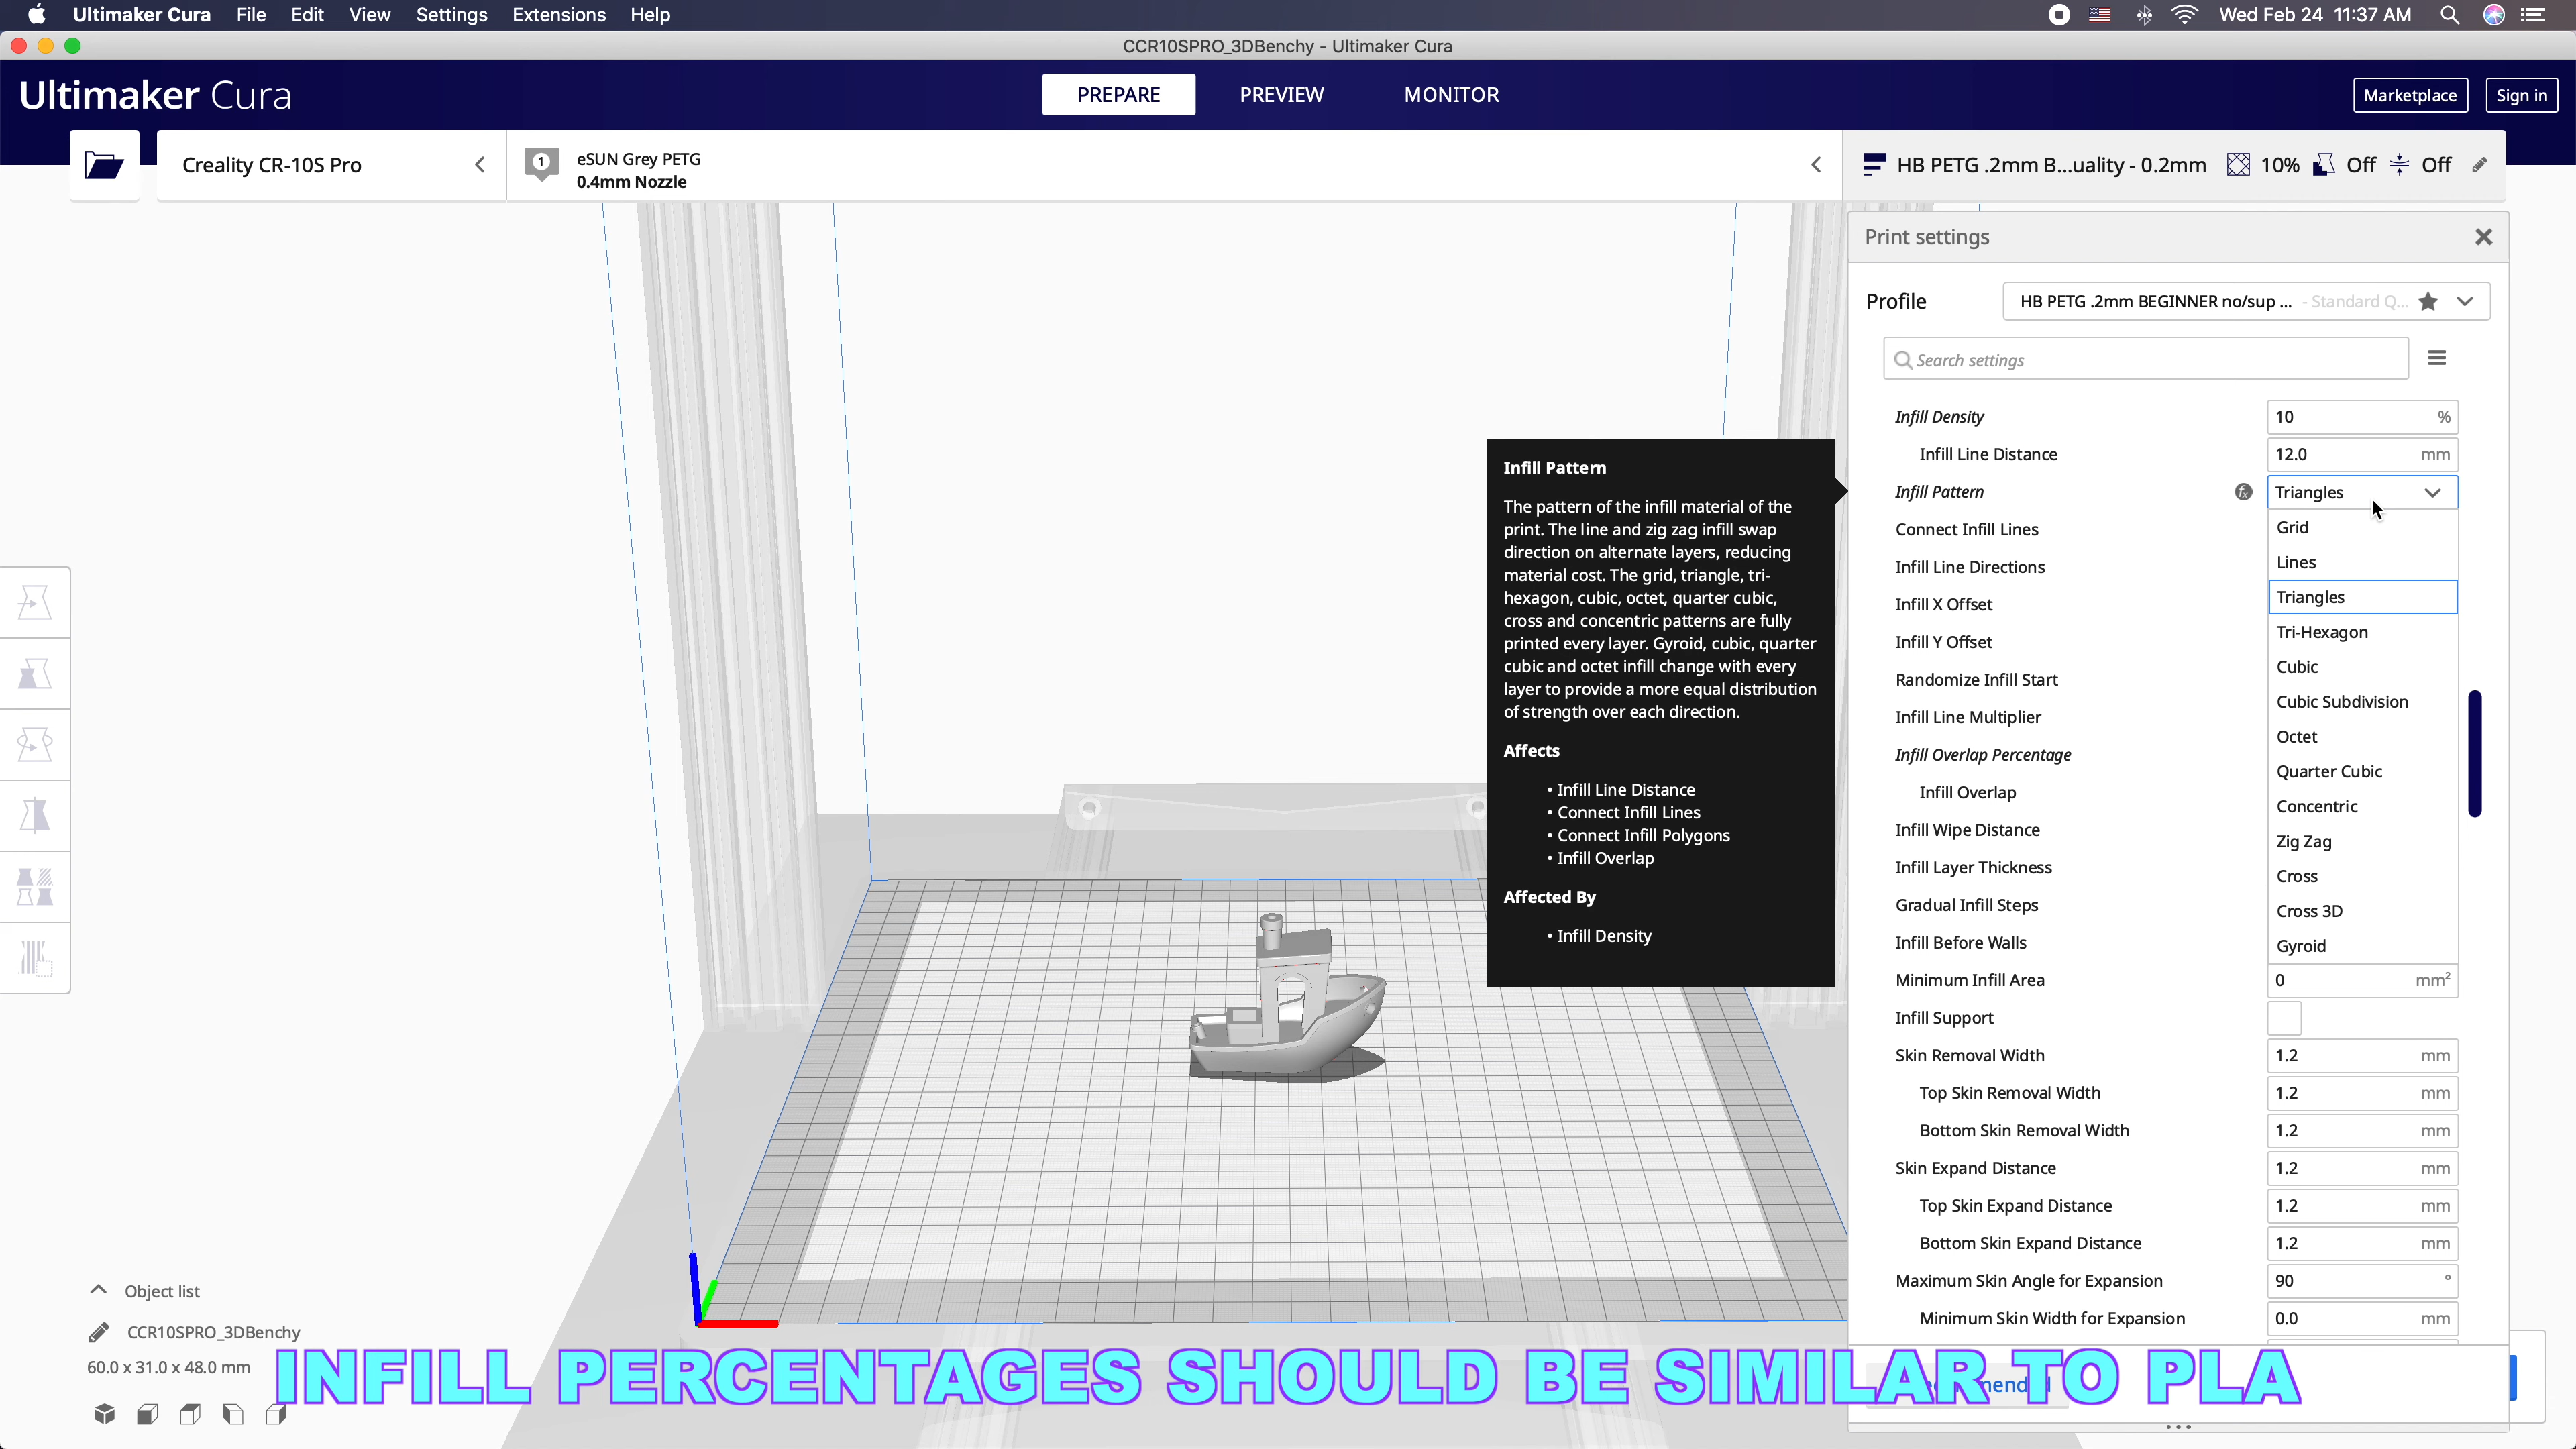 Ultimaker Cura File Edit View Settings Extensions Help
Wed Feb 24 11:37 AM
CCR10SPRO_3DBenchy - Ultimaker Cura
Ultimaker Cura
PREPARE PREVIEW MONITOR
Marketplace Sign in
Creality CR-10S Pro
1
eSUN Grey PETG
0.4mm Nozzle
HB PETG .2mm B...uality - 0.2mm 10% Off Off
Print settings
Profile HB PETG .2mm BEGINNER no/sup ... - Standard Q...
Search settings
Infill Density 10 %
Infill Line Distance 12.0 mm
Infill Pattern fx Triangles
Connect Infill Lines
Infill Line Directions
Infill X Offset
Infill Y Offset
Randomize Infill Start
Infill Line Multiplier
Infill Overlap Percentage
Infill Overlap
Infill Wipe Distance
Infill Layer Thickness
Gradual Infill Steps
Infill Before Walls
Grid
Lines
Triangles
Tri-Hexagon
Cubic
Cubic Subdivision
Octet
Quarter Cubic
Concentric
Zig Zag
Cross
Cross 3D
Gyroid
Minimum Infill Area 0 mm²
Infill Support
Skin Removal Width 1.2 mm
Top Skin Removal Width 1.2 mm
Bottom Skin Removal Width 1.2 mm
Skin Expand Distance 1.2 mm
Top Skin Expand Distance 1.2 mm
Bottom Skin Expand Distance 1.2 mm
Maximum Skin Angle for Expansion 90 °
Minimum Skin Width for Expansion 0.0 mm
Infill Pattern
The pattern of the infill material of the
print. The line and zig zag infill swap
direction on alternate layers, reducing
material cost. The grid, triangle, tri-
hexagon, cubic, octet, quarter cubic,
cross and concentric patterns are fully
printed every layer. Gyroid, cubic, quarter
cubic and octet infill change with every
layer to provide a more equal distribution
of strength over each direction.
Affects
• Infill Line Distance
• Connect Infill Lines
• Connect Infill Polygons
• Infill Overlap
Affected By
• Infill Density
Object list
CCR10SPRO_3DBenchy
60.0 x 31.0 x 48.0 mm
INFILL PERCENTAGES SHOULD BE SIMILAR TO PLA